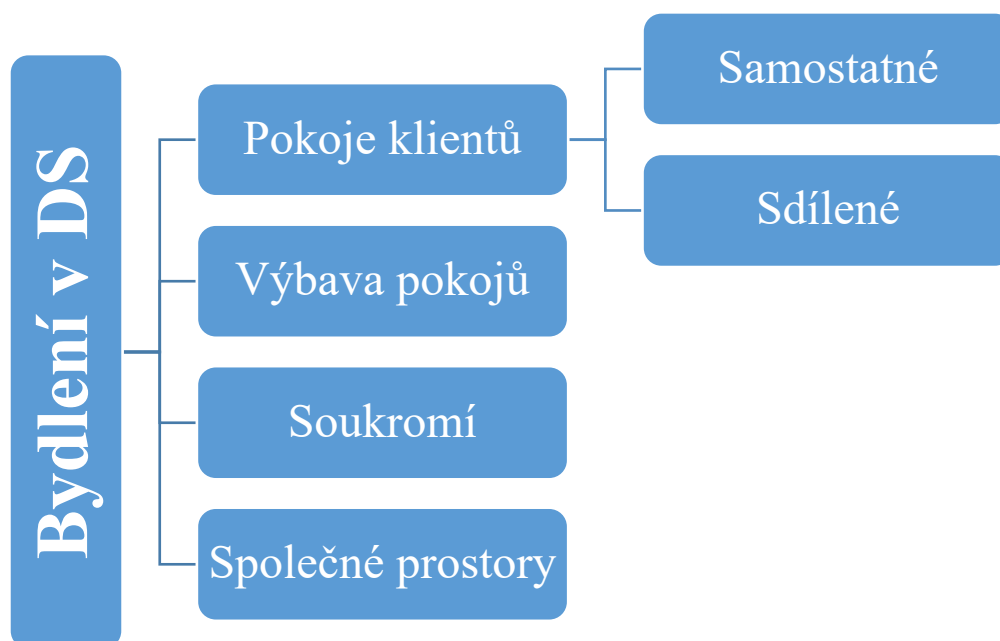 Bydlení v DS
Pokoje klientů
Samostatné
Sdílené
Výbava pokojů
Soukromí
Společné prostory